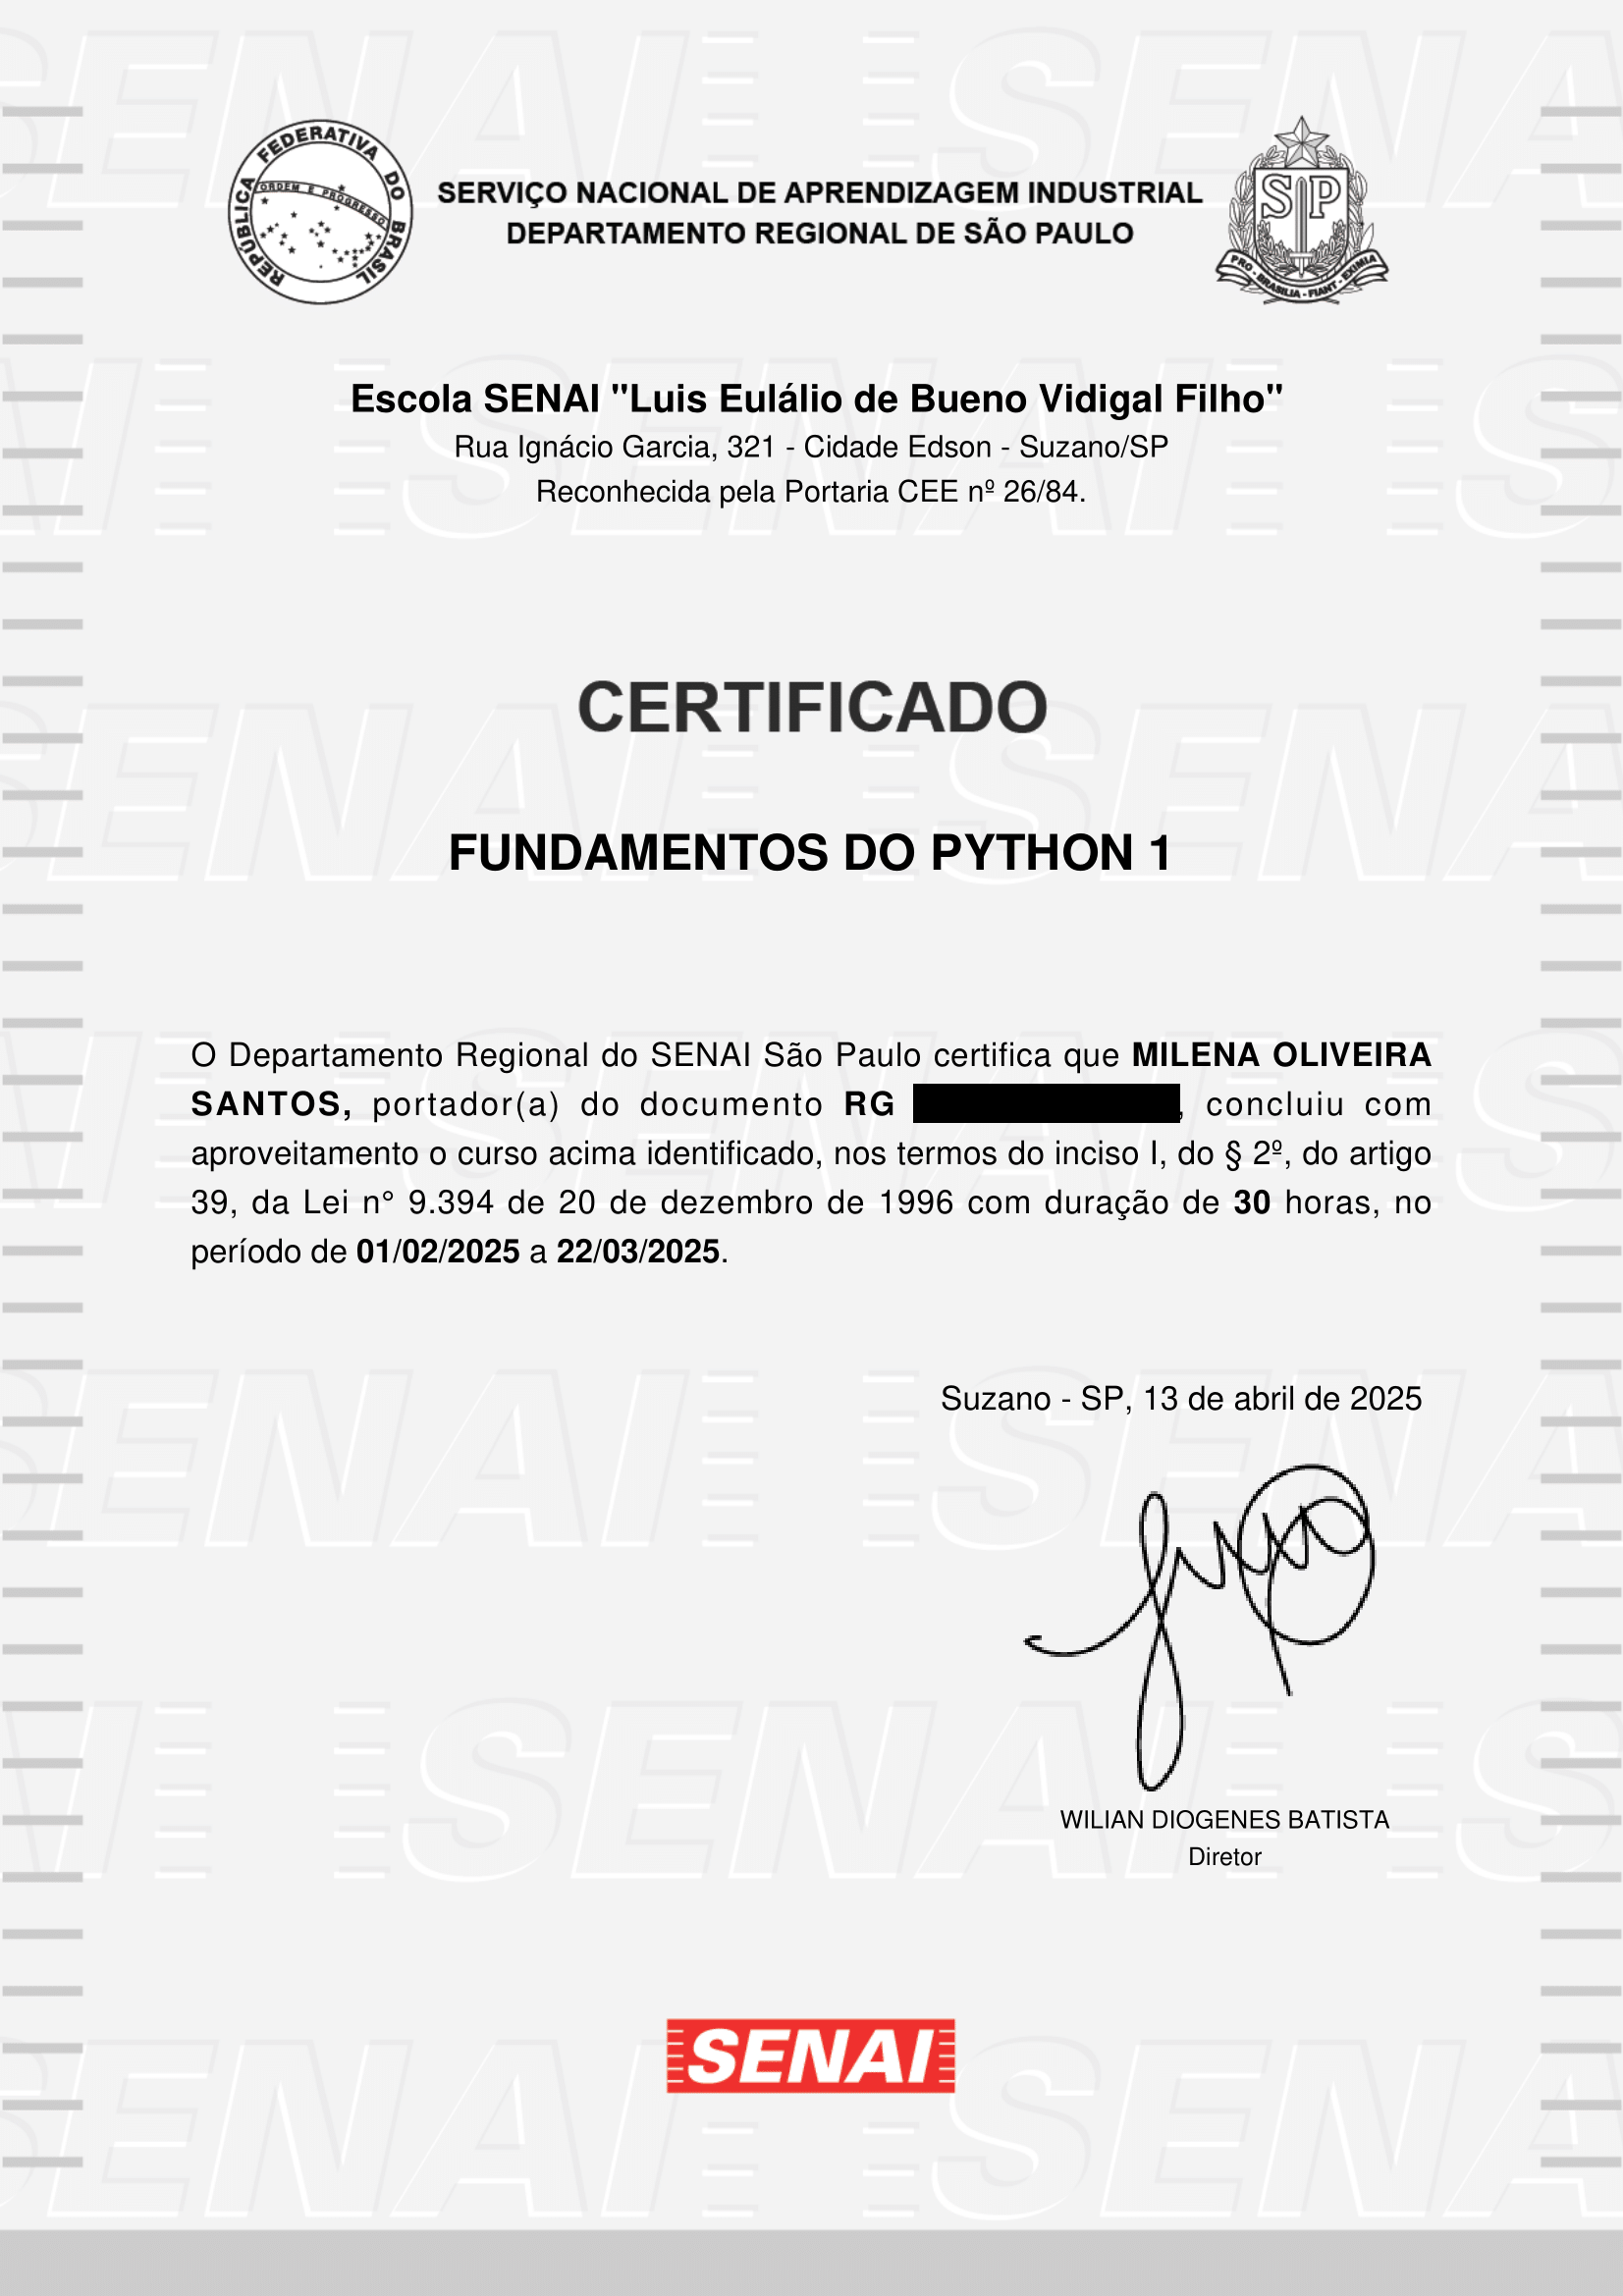 REPÚBLICA FEDERATIVA DO BRASIL
ORDEM E PROGRESSO
SERVIÇO NACIONAL DE APRENDIZAGEM INDUSTRIAL
DEPARTAMENTO REGIONAL DE SÃO PAULO
SP
PRO - BRASILIA - FIANT - EXIMIA
Escola SENAI "Luis Eulálio de Bueno Vidigal Filho"
Rua Ignácio Garcia, 321 - Cidade Edson - Suzano/SP
Reconhecida pela Portaria CEE nº 26/84.
CERTIFICADO
FUNDAMENTOS DO PYTHON 1
O Departamento Regional do SENAI São Paulo certifica que MILENA OLIVEIRA
SANTOS, portador(a) do documento RG , concluiu com
aproveitamento o curso acima identificado, nos termos do inciso I, do § 2º, do artigo
39, da Lei n° 9.394 de 20 de dezembro de 1996 com duração de 30 horas, no
período de 01/02/2025 a 22/03/2025.
Suzano - SP, 13 de abril de 2025
WILIAN DIOGENES BATISTA
Diretor
SENAI